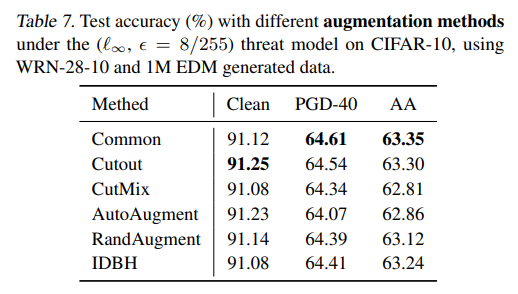 Table 7. Test accuracy (%) with different augmentation methods
under the (ℓ∞, ϵ = 8/255) threat model on CIFAR-10, using
WRN-28-10 and 1M EDM generated data.
Methed Clean PGD-40 AA
Common 91.12 64.61 63.35
Cutout 91.25 64.54 63.30
CutMix 91.08 64.34 62.81
AutoAugment 91.23 64.07 62.86
RandAugment 91.14 64.39 63.12
IDBH 91.08 64.41 63.24